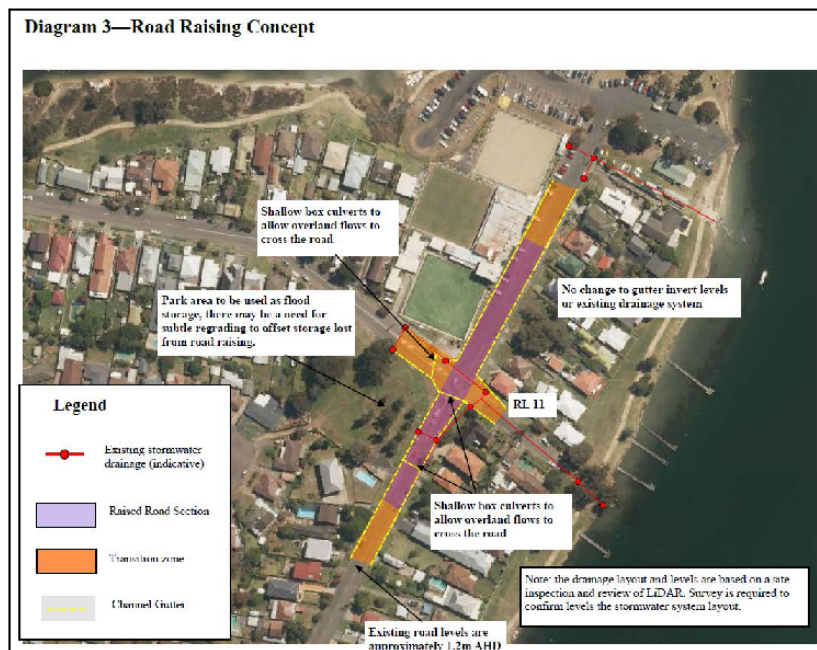 Diagram 3—Road Raising Concept
Shallow box culverts to
allow overland flows to
cross the road
Park area to be used as flood
storage, there may be a need for
subtle regrading to offset storage lost
from road raising.
No change to gutter invert levels
or existing drainage system
RL 11
Legend
Existing stormwater
drainage (indicative)
Raised Road Section
Transition zone
Channel Gutter
Shallow box culverts to
allow overland flows to
cross the road
Note: the drainage layout and levels are based on a site
inspection and review of LiDAR. Survey is required to
confirm levels the stormwater system layout.
Existing road levels are
approximately 1.2m AHD